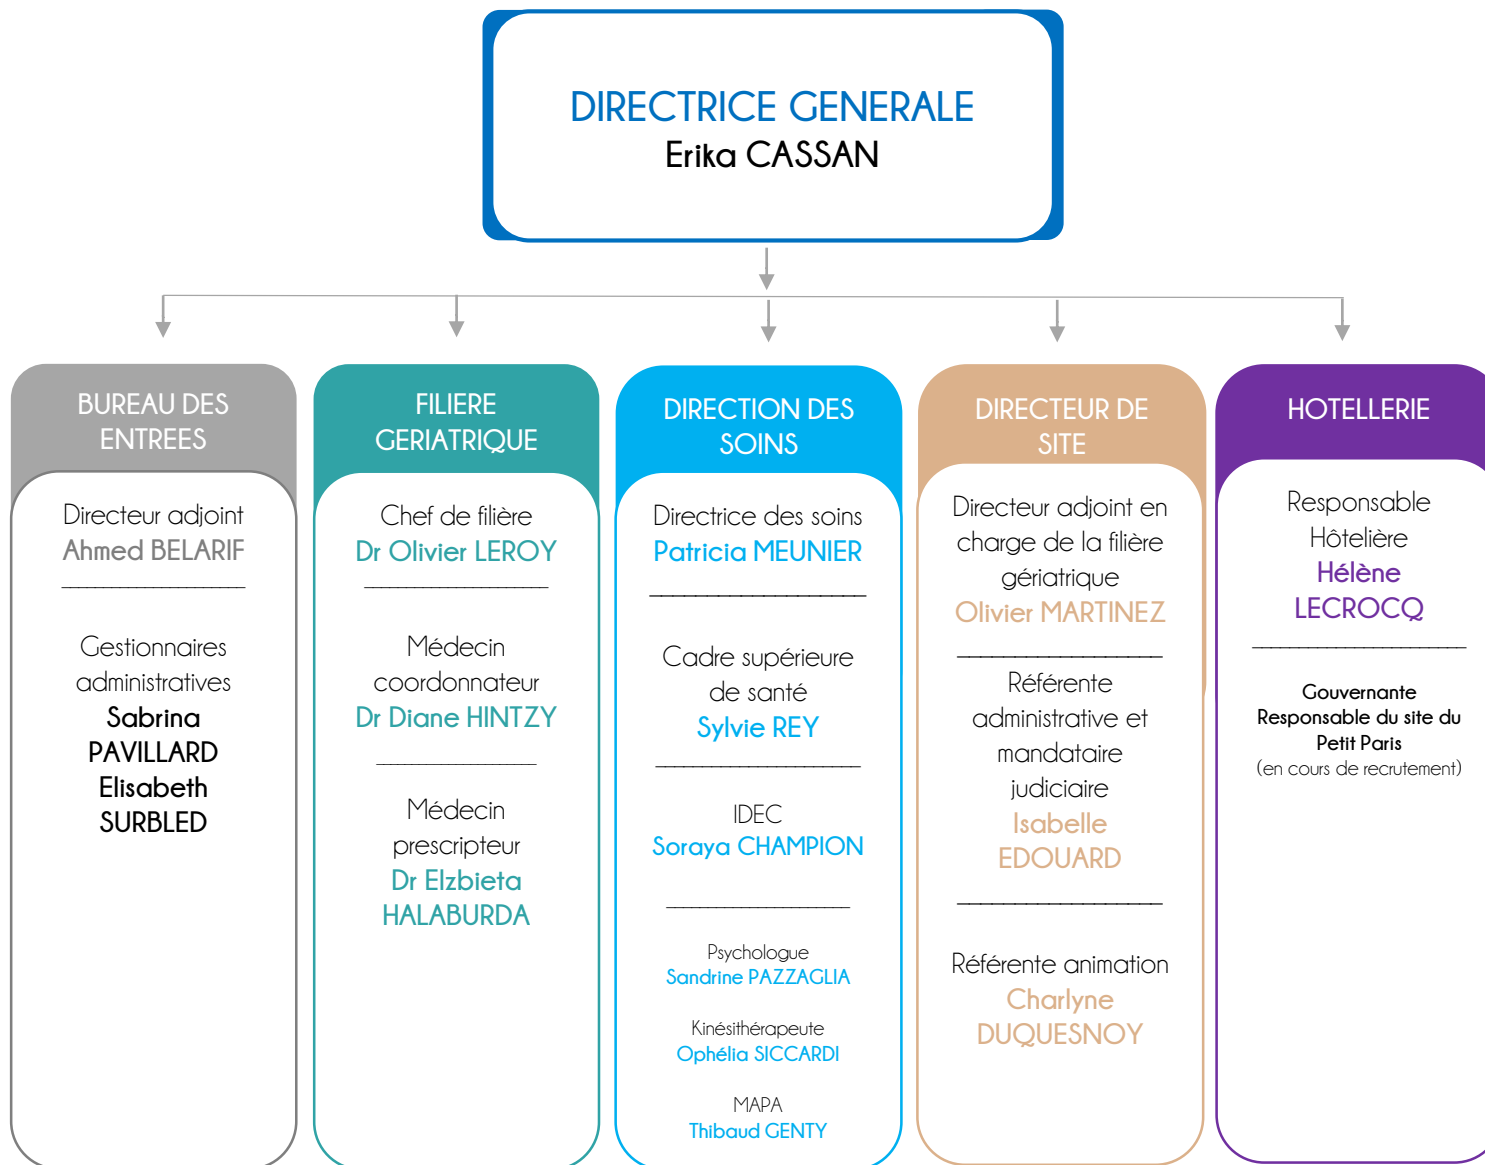 DIRECTRICE GENERALE
Erika CASSAN
BUREAU DES
ENTREES
Directeur adjoint
Ahmed BELARIF
Gestionnaires
administratives
Sabrina
PAVILLARD
Elisabeth
SURBLED
FILIERE
GERIATRIQUE
Chef de filière
Dr Olivier LEROY
Médecin
coordonnateur
Dr Diane HINTZY
Médecin
prescripteur
Dr Elzbieta
HALABURDA
DIRECTION DES
SOINS
Directrice des soins
Patricia MEUNIER
Cadre supérieure
de santé
Sylvie REY
IDEC
Soraya CHAMPION
Psychologue
Sandrine PAZZAGLIA
Kinésithérapeute
Ophélia SICCARDI
MAPA
Thibaud GENTY
DIRECTEUR DE
SITE
Directeur adjoint en
charge de la filière
gériatrique
Olivier MARTINEZ
Référente
administrative et
mandataire
judiciaire
Isabelle
EDOUARD
Référente animation
Charlyne
DUQUESNOY
HOTELLERIE
Responsable
Hôtelière
Hélène
LECROCQ
Gouvernante
Responsable du site du
Petit Paris
(en cours de recrutement)